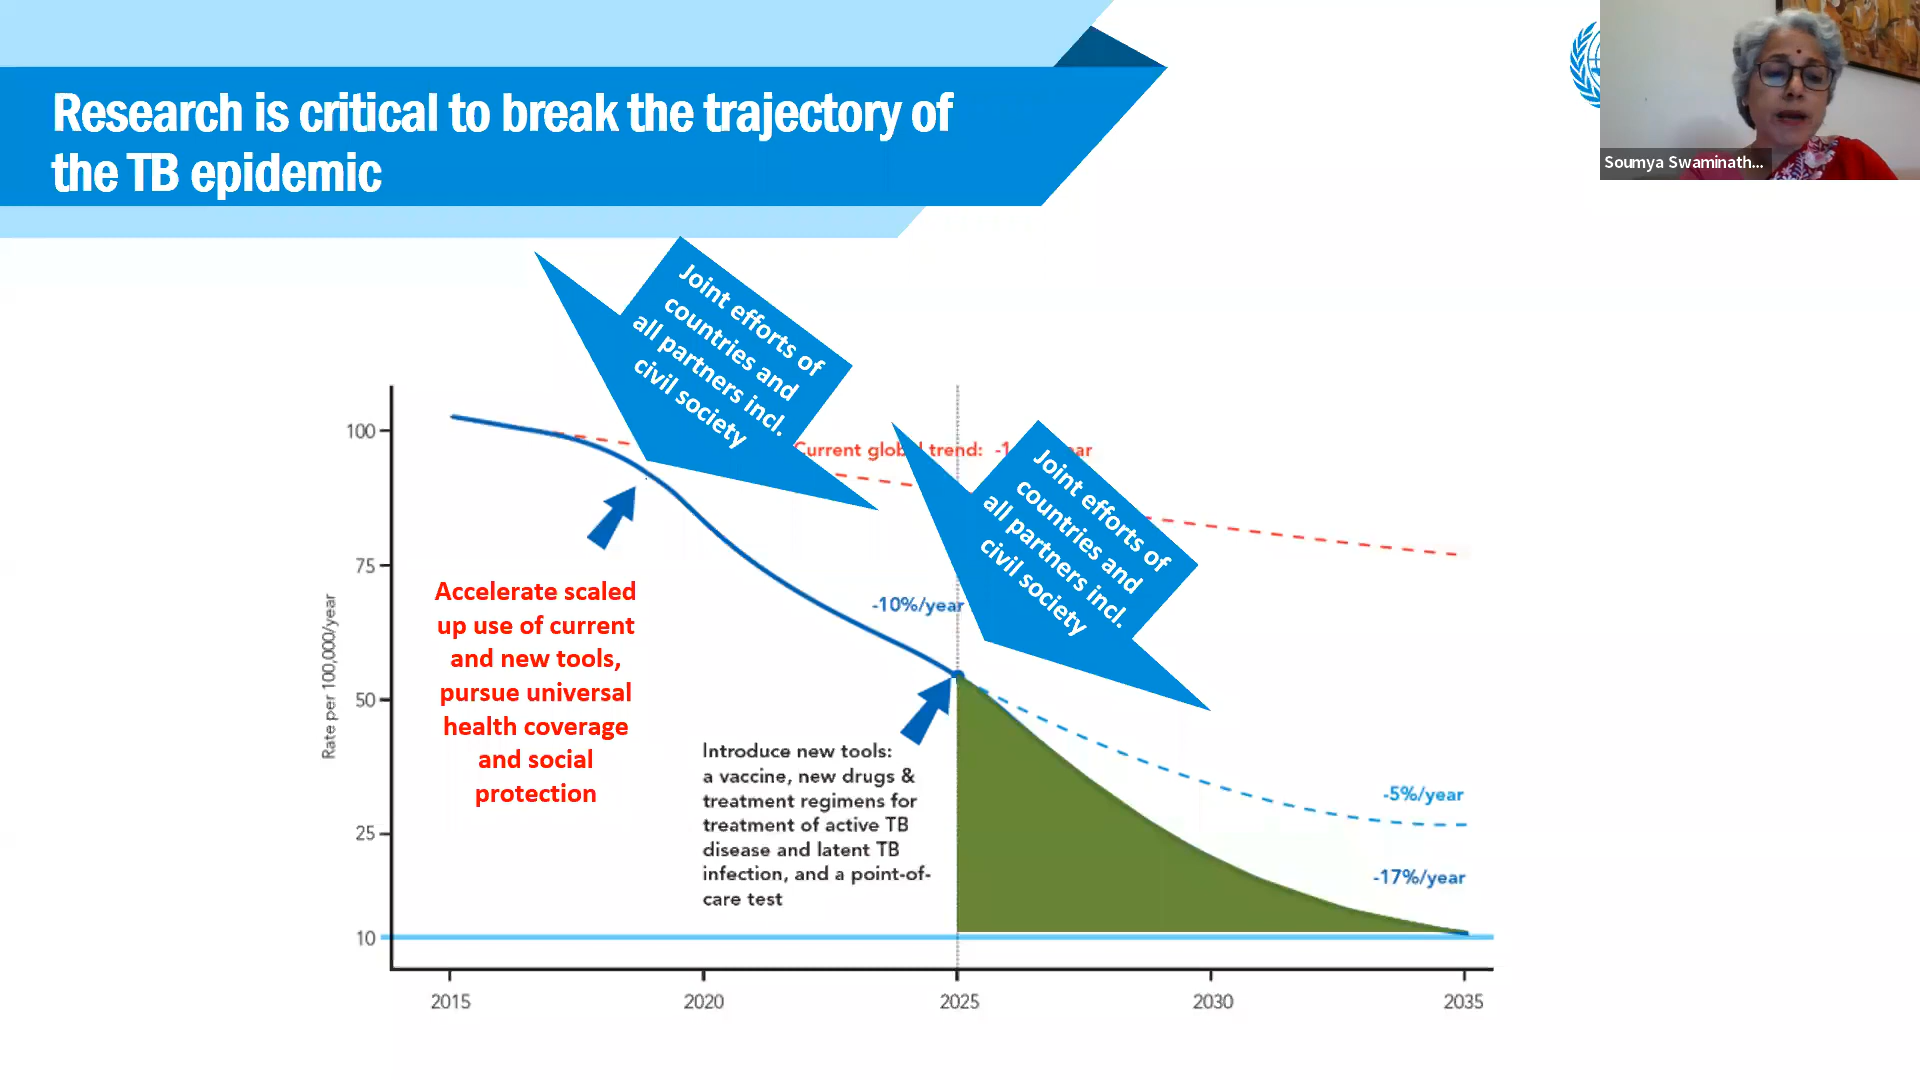 Research is critical to break the trajectory of
the TB epidemic
Soumya Swaminath...
Joint efforts of
countries and
all partners incl.
civil society
Current trend: -1
Joint efforts of
countries and
all partners incl.
civil society
100
75
50
25
10
Rate per 100,000/year
-10%/year
Accelerate scaled
up use of current
and new tools,
pursue universal
health coverage
and social
protection
Introduce new tools:
a vaccine, new drugs &
treatment regimens for
treatment of active TB
disease and latent TB
infection, and a point-of-
care test
-5%/year
-17%/year
2015
2020
2025
2030
2035